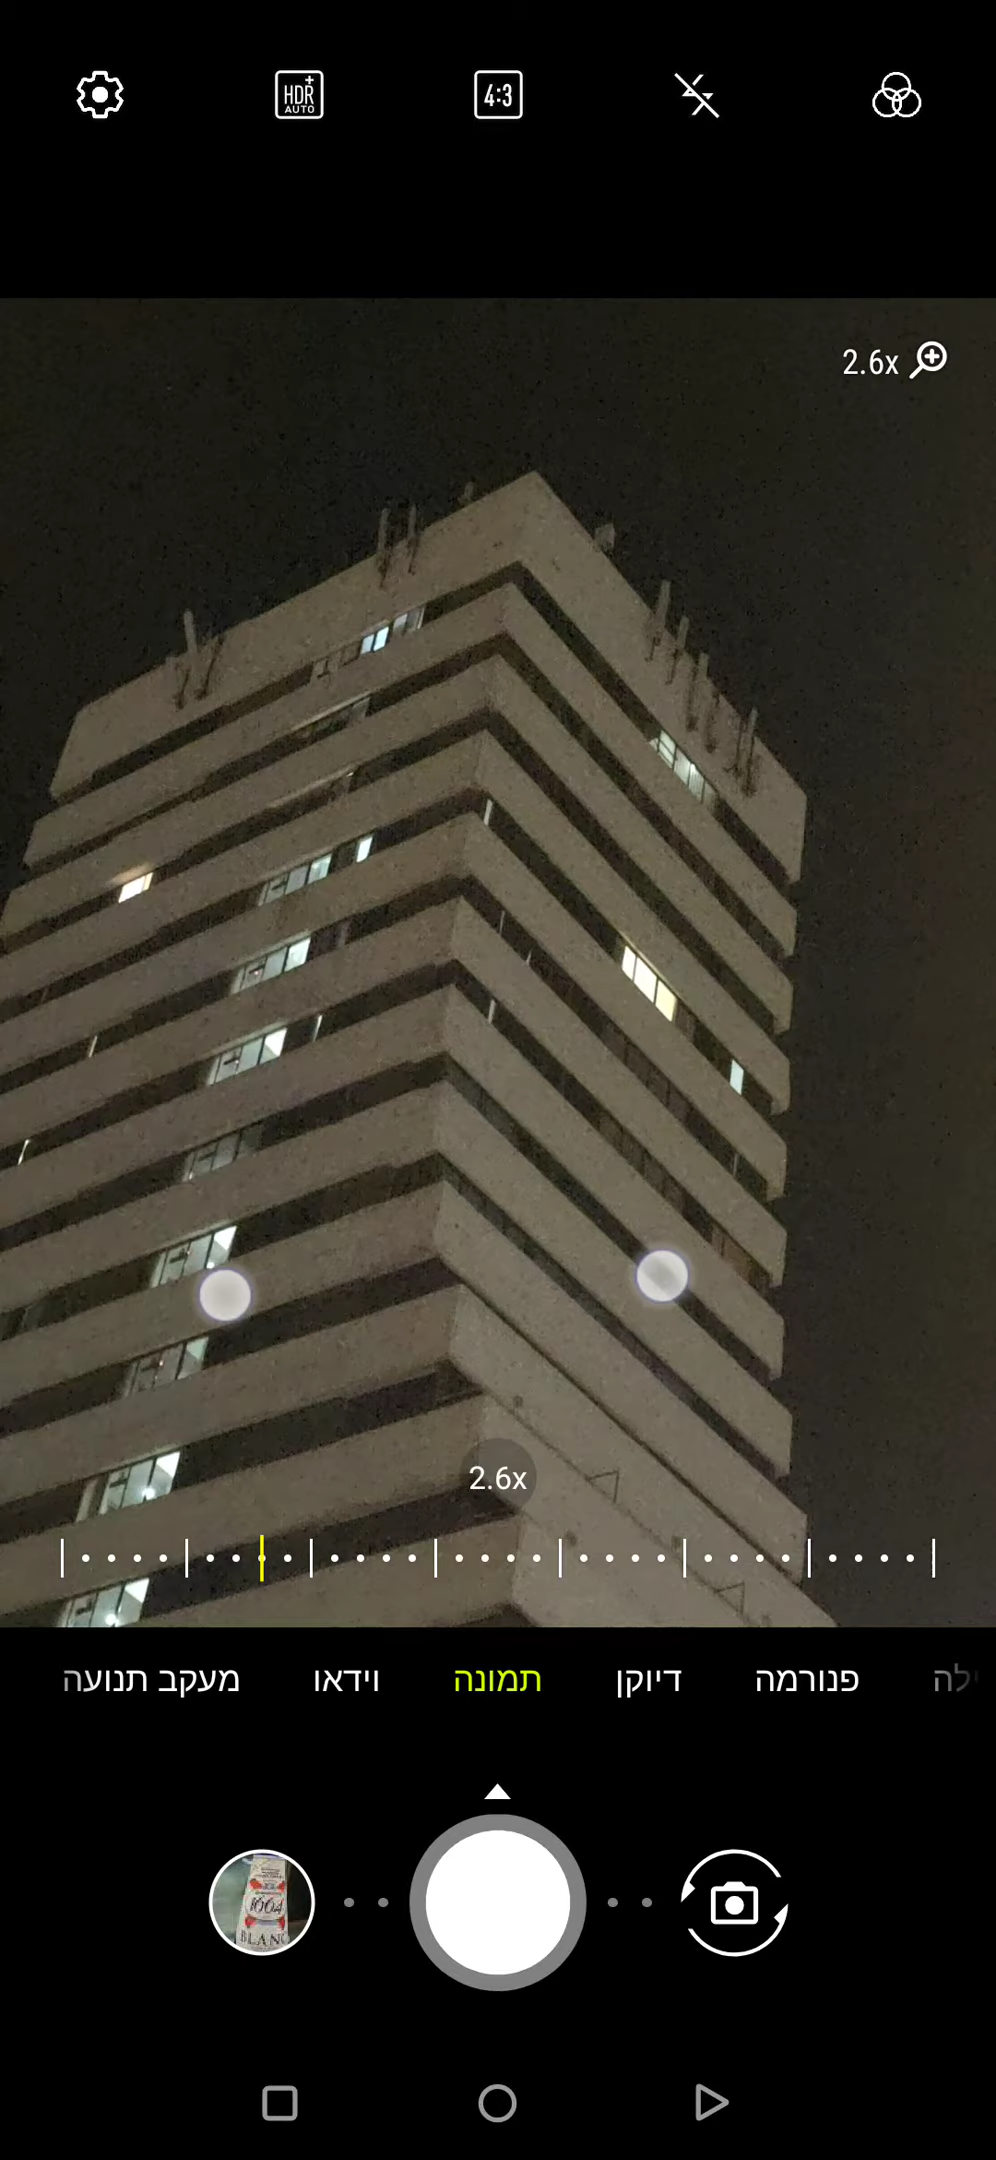 HDR AUTO
4:3
2.6x
2.6x
מעקב תנועה
וידאו
תמונה
דיוקן
פנורמה
1664
BLANC